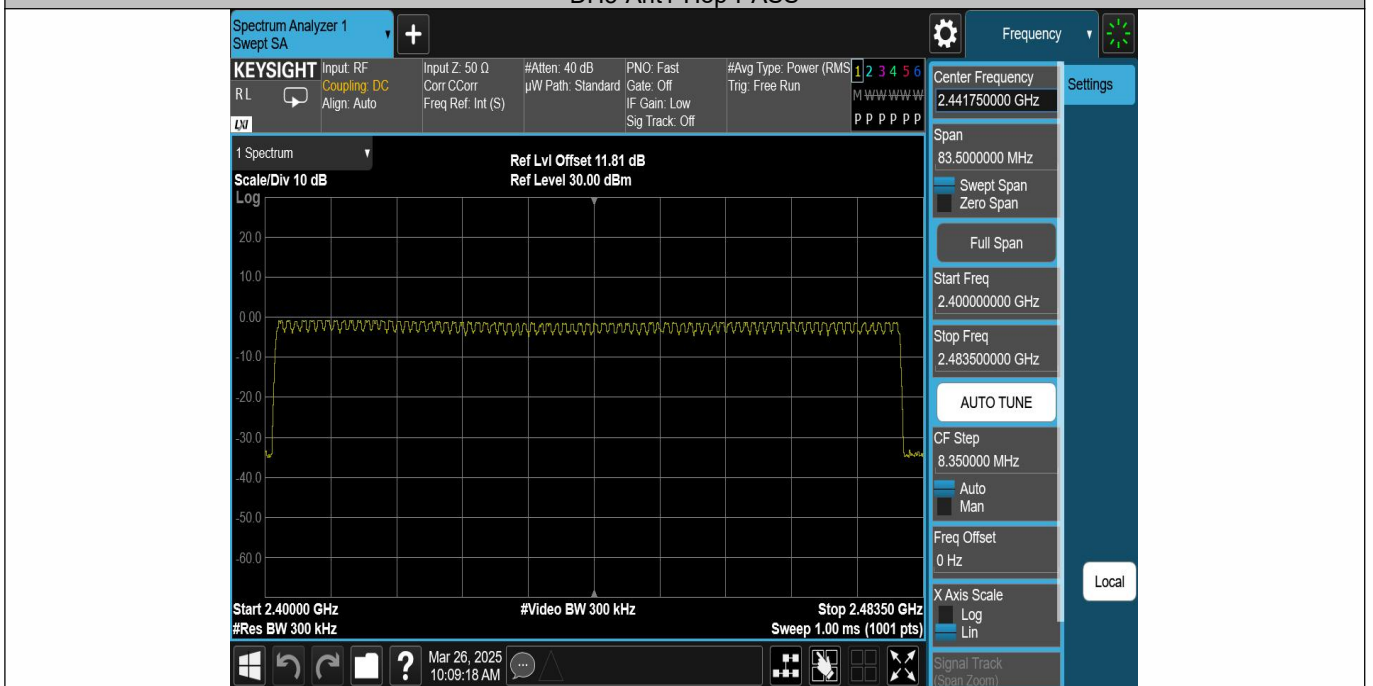 Spectrum Analyzer 1
Swept SA
Frequency
KEYSIGHT
RL
LXI
Input: RF
Coupling: DC
Align: Auto
Input Z: 50 Ω
Corr CCorr
Freq Ref: Int (S)
#Atten: 40 dB
µW Path: Standard
PNO: Fast
Gate: Off
IF Gain: Low
Sig Track: Off
#Avg Type: Power (RMS
Trig: Free Run
1 2 3 4 5 6
M W W W W W
P P P P P P
Center Frequency
2.441750000 GHz
Settings
Span
83.5000000 MHz
Swept Span
Zero Span
Full Span
Start Freq
2.400000000 GHz
Stop Freq
2.483500000 GHz
AUTO TUNE
CF Step
8.350000 MHz
Auto
Man
Freq Offset
0 Hz
Local
X Axis Scale
Log
Lin
Signal Track
(Span Zoom)
1 Spectrum
Scale/Div 10 dB
Log
Ref Lvl Offset 11.81 dB
Ref Level 30.00 dBm
20.0
10.0
0.00
-10.0
-20.0
-30.0
-40.0
-50.0
-60.0
Start 2.40000 GHz
#Res BW 300 kHz
#Video BW 300 kHz
Stop 2.48350 GHz
Sweep 1.00 ms (1001 pts)
?
Mar 26, 2025
10:09:18 AM